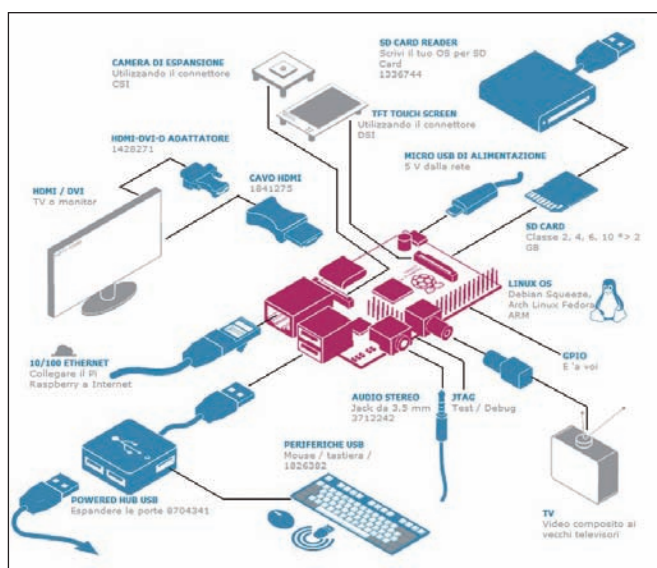 CAMERA DI ESPANSIONE
Utilizzando il connettore
CSI
SD CARD READER
Scrivi il tuo OS per SD
Card
1336744
TFT TOUCH SCREEN
Utilizzando il connettore
DSI
HDMI-DVI-D ADATTATORE
1428271
MICRO USB DI ALIMENTAZIONE
5 V dalla rete
CAVO HDMI
1841275
HDMI / DVI
TV o monitor
SD CARD
Classe 2, 4, 6, 10 *> 2
GB
LINUX OS
Debian Squeeze,
Arch Linux Fedora
ARM
10/100 ETHERNET
Collegare il Pi
Raspberry a Internet
GPIO
E 'a voi
AUDIO STEREO
Jack da 3.5 mm
3712242
JTAG
Test / Debug
PERIFERICHE USB
Mouse / tastiera /
1826382
POWERED HUB USB
Espandere le porte 8704341
TV
Video composito ai
vecchi televisori